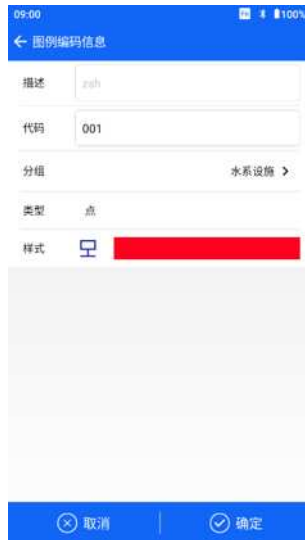 09:00 100%
图例编码信息
描述 zsh
代码 001
分组 水系设施
类型 点
样式
取消 确定